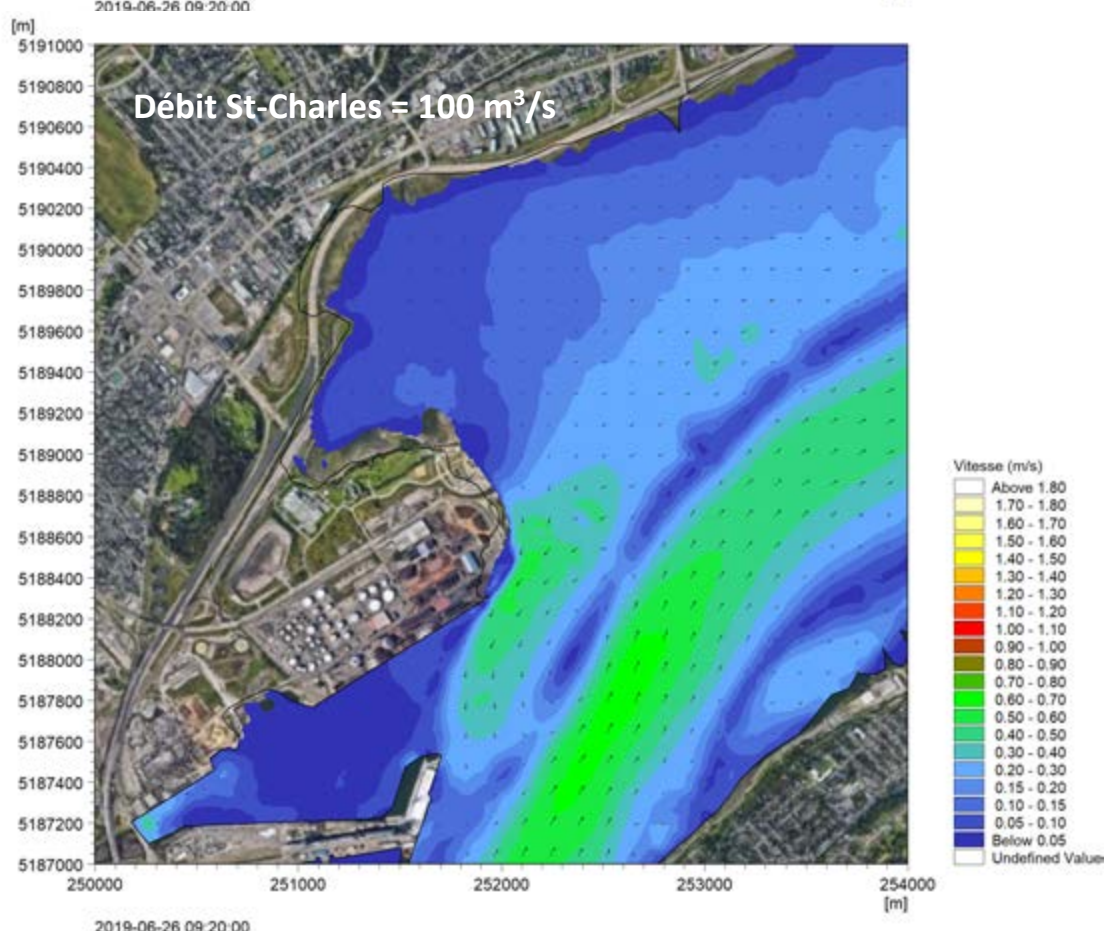 2019-06-26 09:20:00
[m]
5191000
5190800
Débit St-Charles = 100 m³/s
5190600
5190400
5190200
5190000
5189800
5189600
5189400
5189200
5189000
5188800
5188600
5188400
5188200
5188000
5187800
5187600
5187400
5187200
5187000
250000 251000 252000 253000 254000
[m]
Vitesse (m/s)
Above 1.80
1.70 - 1.80
1.60 - 1.70
1.50 - 1.60
1.40 - 1.50
1.30 - 1.40
1.20 - 1.30
1.10 - 1.20
1.00 - 1.10
0.90 - 1.00
0.80 - 0.90
0.70 - 0.80
0.60 - 0.70
0.50 - 0.60
0.40 - 0.50
0.30 - 0.40
0.20 - 0.30
0.15 - 0.20
0.10 - 0.15
0.05 - 0.10
Below 0.05
Undefined Value
2019-06-26 09:20:00